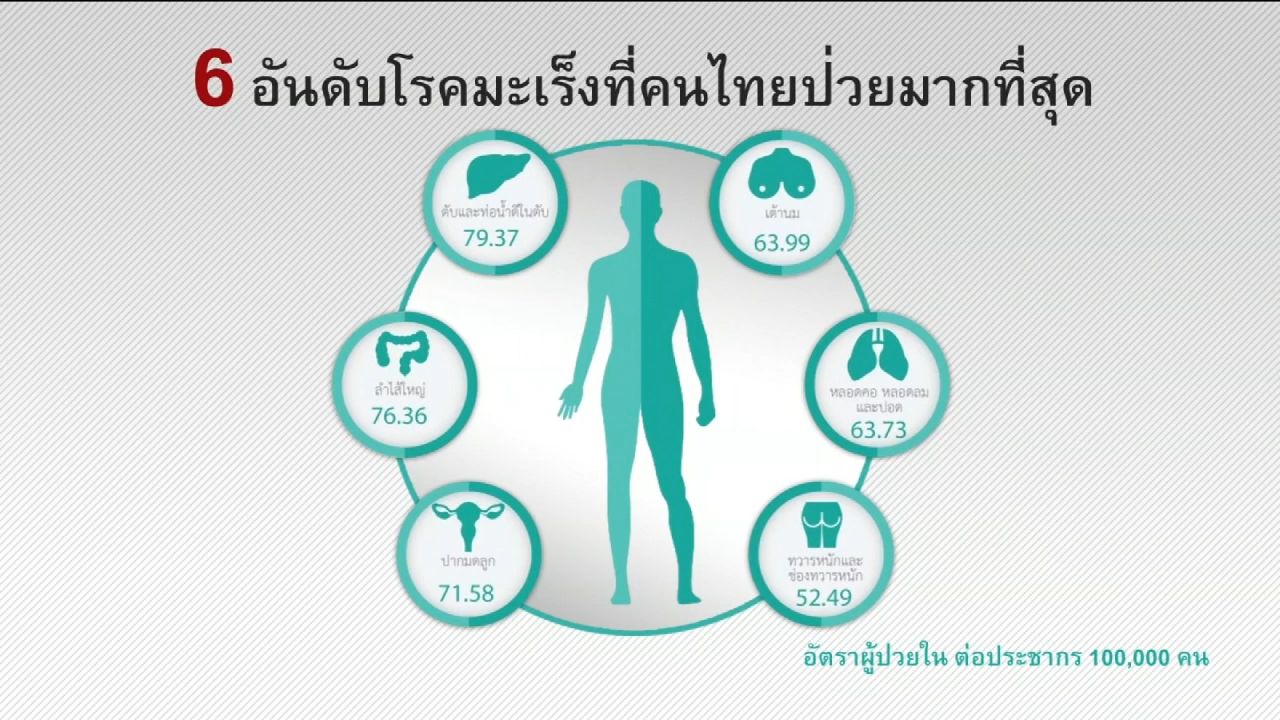 6 อันดับโรคมะเร็งที่คนไทยป่วยมากที่สุด
ตับและท่อน้ำดีในตับ
79.37
เต้านม
63.99
ลำไส้ใหญ่
76.36
หลอดคอ หลอดลม
และปอด
63.73
ปากมดลูก
71.58
ทวารหนักและ
ช่องทวารหนัก
52.49
อัตราผู้ป่วยใน ต่อประชากร 100,000 คน